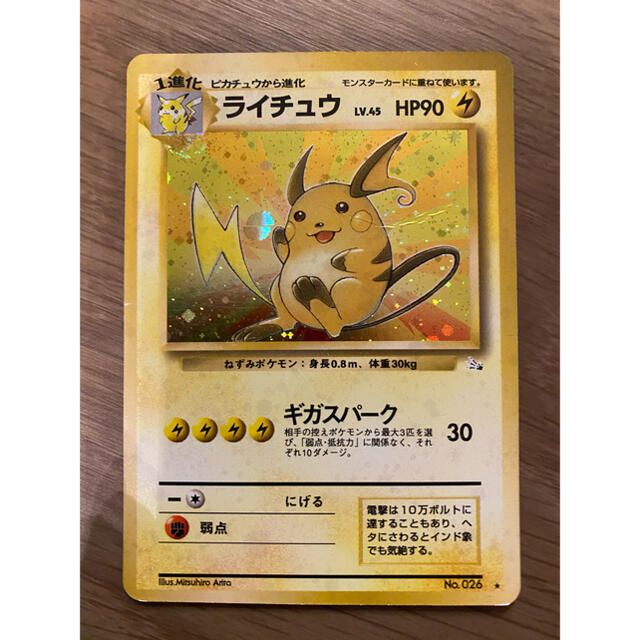 1進化 ピカチュウから進化 モンスターカードに重ねて使います。
ライチュウ LV.45 HP90
ねずみポケモン：身長0.8m、体重30kg
ギガスパーク 30
相手の控えポケモンから最大3匹を選
び、「弱点・抵抗力」に関係なく、それ
ぞれ10ダメージ。
にげる
弱点
電撃は10万ボルトに
達することもあり、ヘ
タにさわるとインド象
でも気絶する。
Illus.Mitsuhiro Arita
No.026